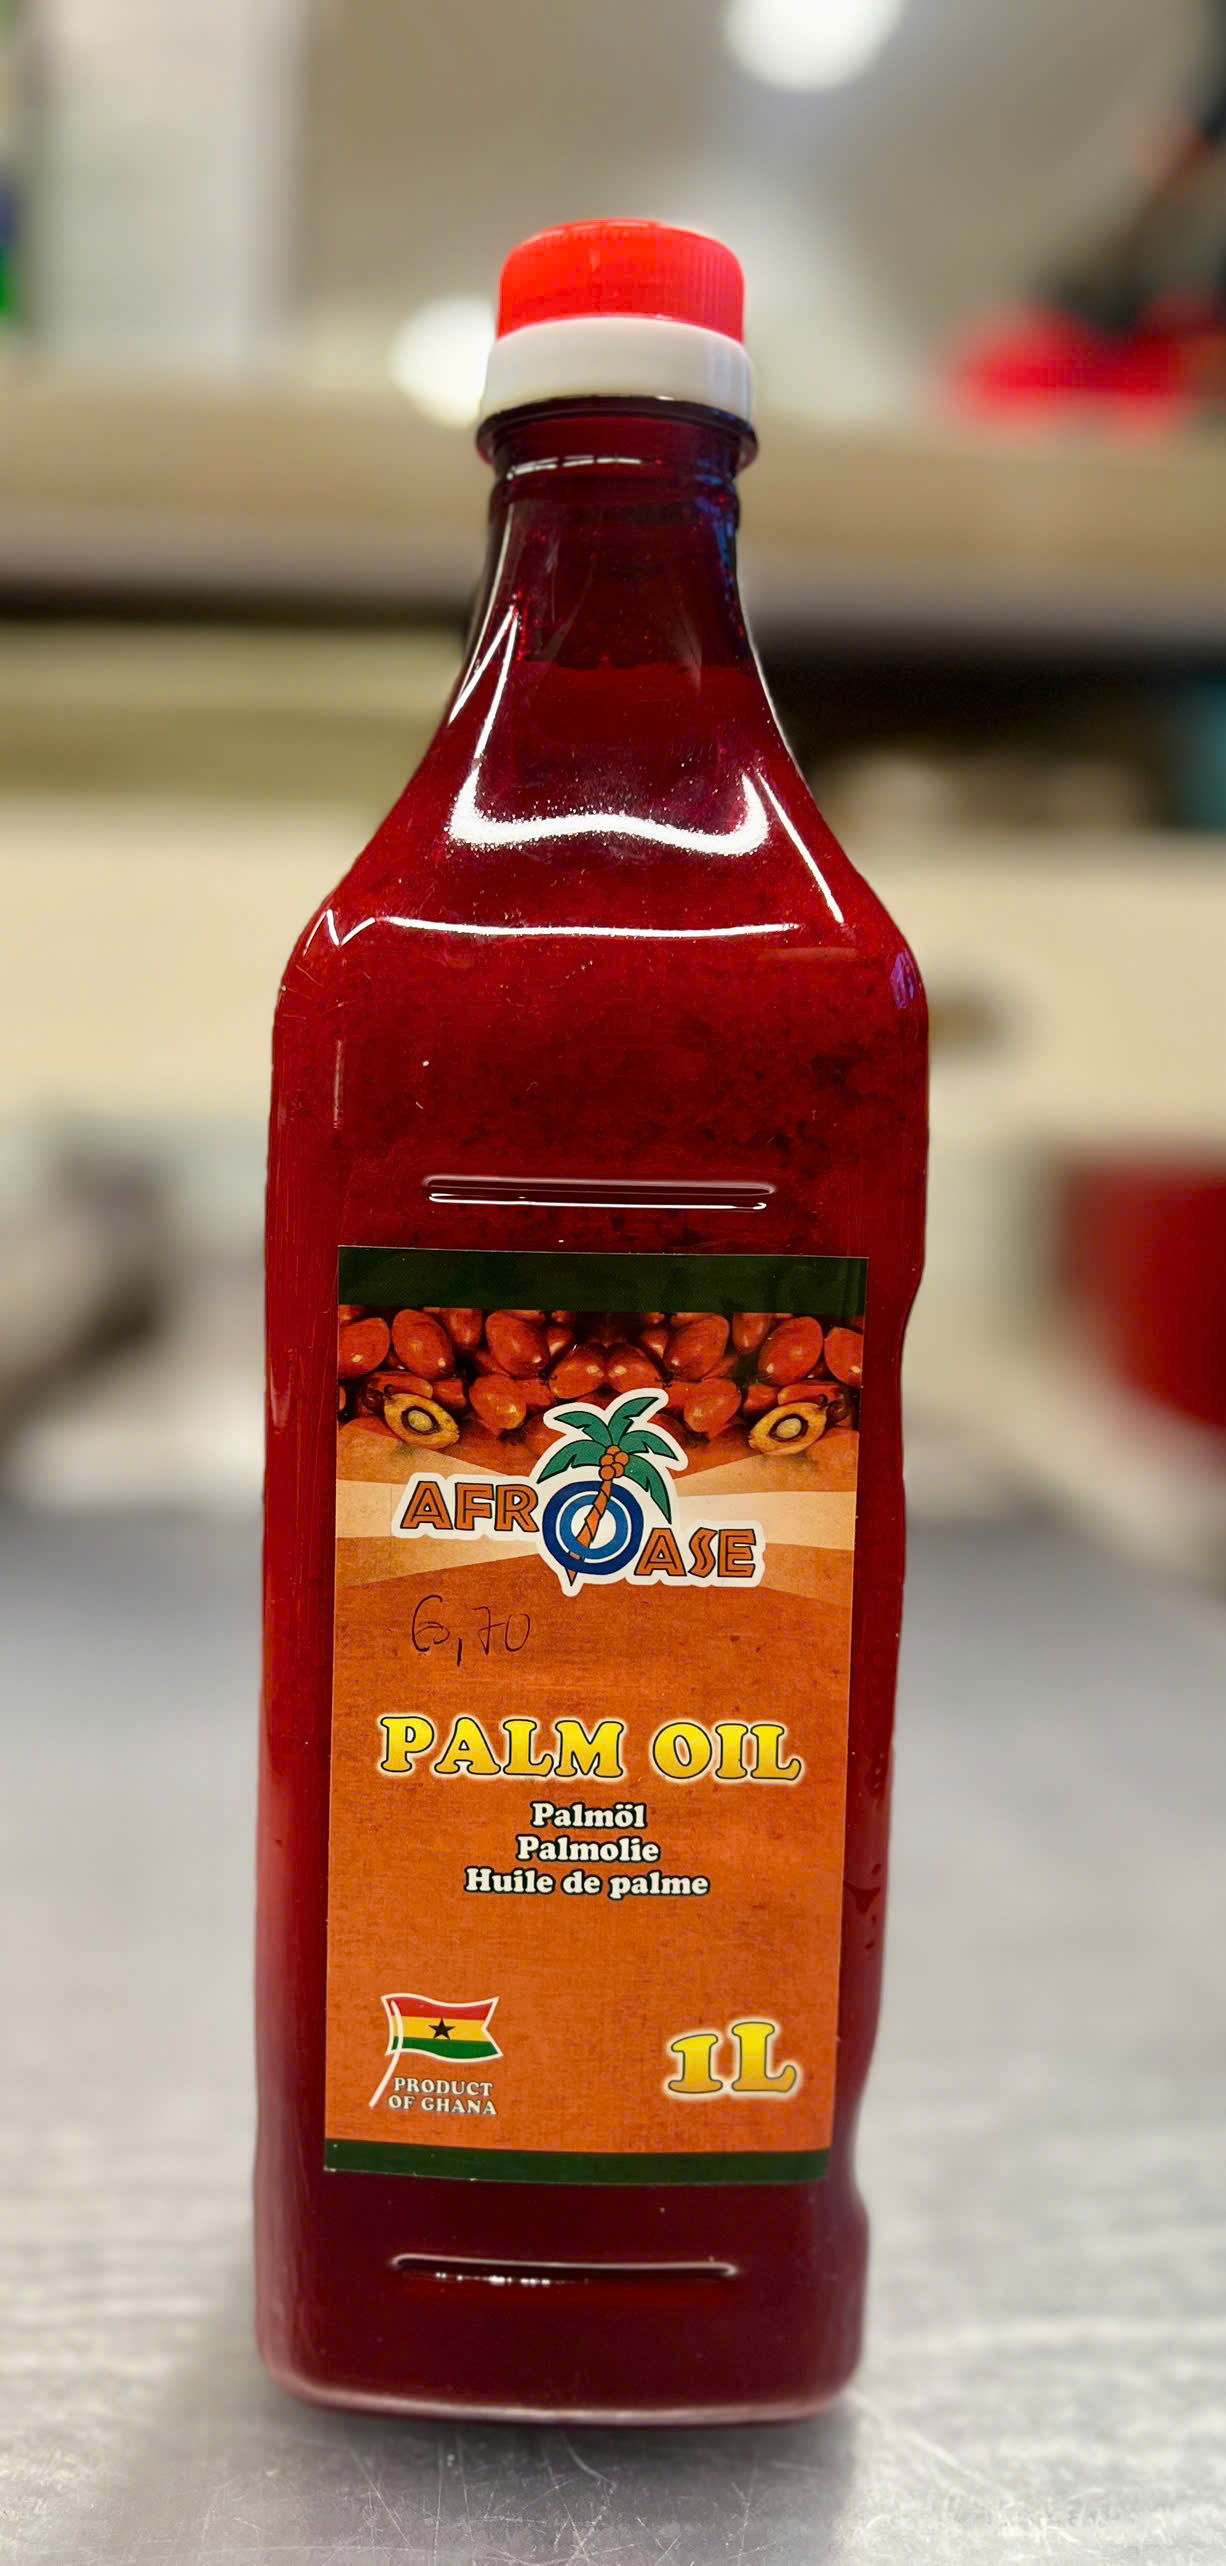 AFROASE
6,70
PALM OIL
Palmöl
Palmolie
Huile de palme
PRODUCT
OF GHANA
1L